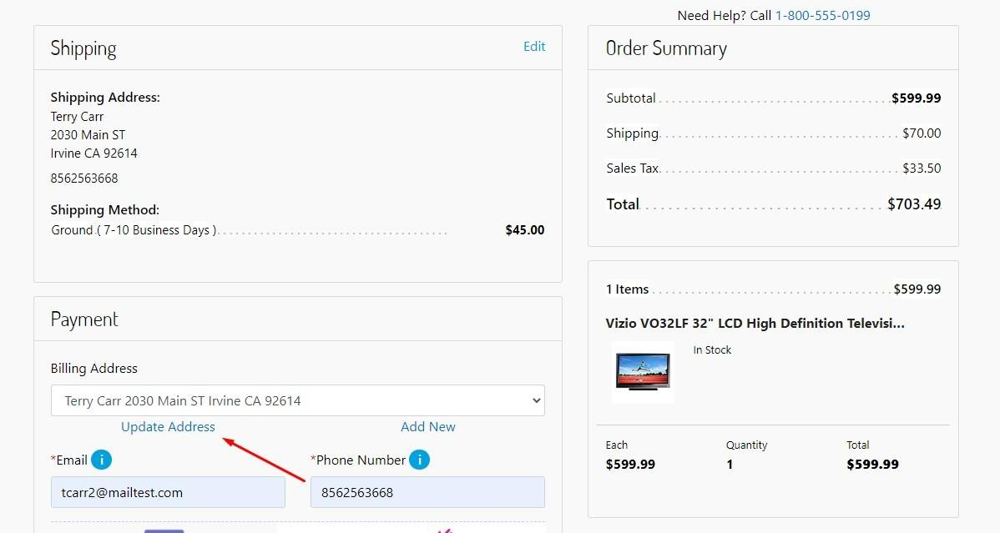 Need Help? Call 1-800-555-0199
Shipping
Edit
Shipping Address:
Terry Carr
2030 Main ST
Irvine CA 92614
8562563668
Shipping Method:
Ground ( 7-10 Business Days ) $45.00
Payment
Billing Address
Terry Carr 2030 Main ST Irvine CA 92614
Update Address
Add New
*Email i
*Phone Number i
tcarr2@mailtest.com
8562563668
Order Summary
Subtotal $599.99
Shipping $70.00
Sales Tax $33.50
Total $703.49
1 Items $599.99
Vizio VO32LF 32" LCD High Definition Televisi...
In Stock
Each Quantity Total
$599.99 1 $599.99